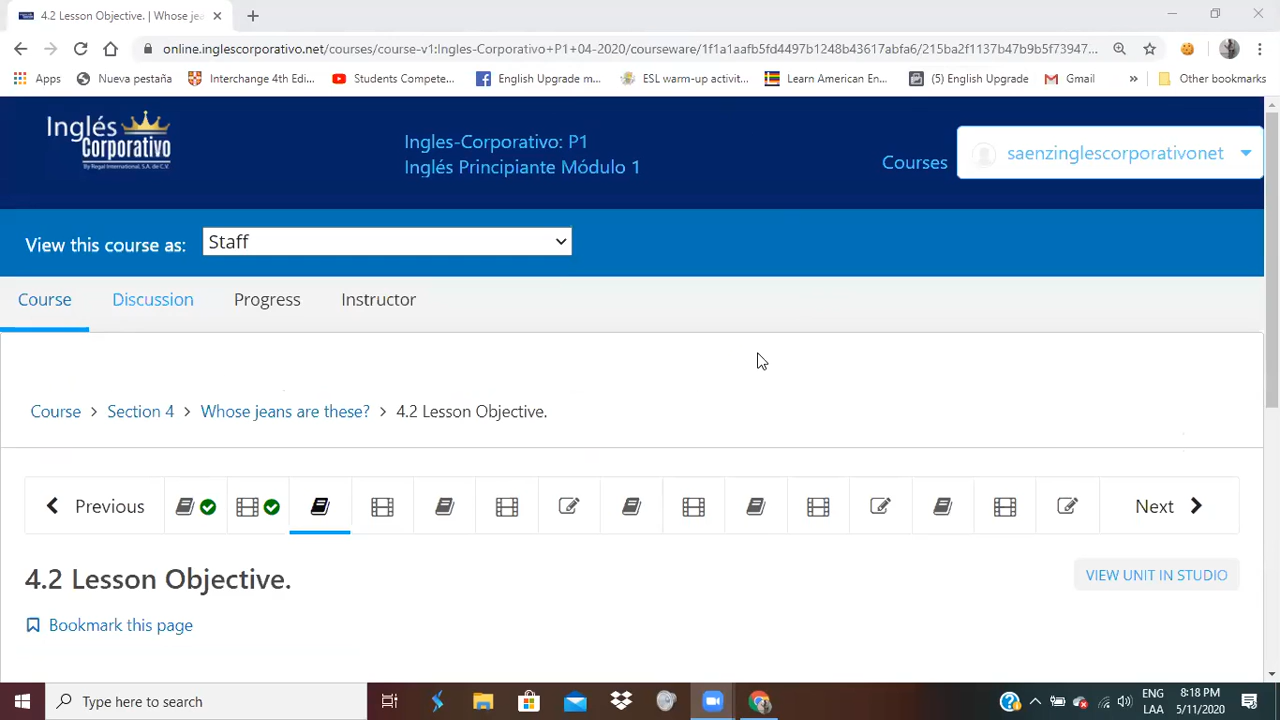 4.2 Lesson Objective. | Whose je
online.inglescorporativo.net/courses/course-v1:Ingles-Corporativo+P1+04-2020/courseware/1f1a1aafb5fd4497b1248b43617abfa6/215ba2f1137b47b9b5f73947...
Apps Nueva pestaña Interchange 4th Edi... Students Compete... English Upgrade m... ESL warm-up activit... Learn American En... (5) English Upgrade Gmail » Other bookmarks
Inglés
Corporativo
By Regal International, S.A. de C.V.
Ingles-Corporativo: P1
Inglés Principiante Módulo 1
Courses
saenzinglescorporativonet
View this course as: Staff
Course Discussion Progress Instructor
Course > Section 4 > Whose jeans are these? > 4.2 Lesson Objective.
Previous Next
4.2 Lesson Objective.
VIEW UNIT IN STUDIO
Bookmark this page
Type here to search
ENG
LAA
8:18 PM
5/11/2020